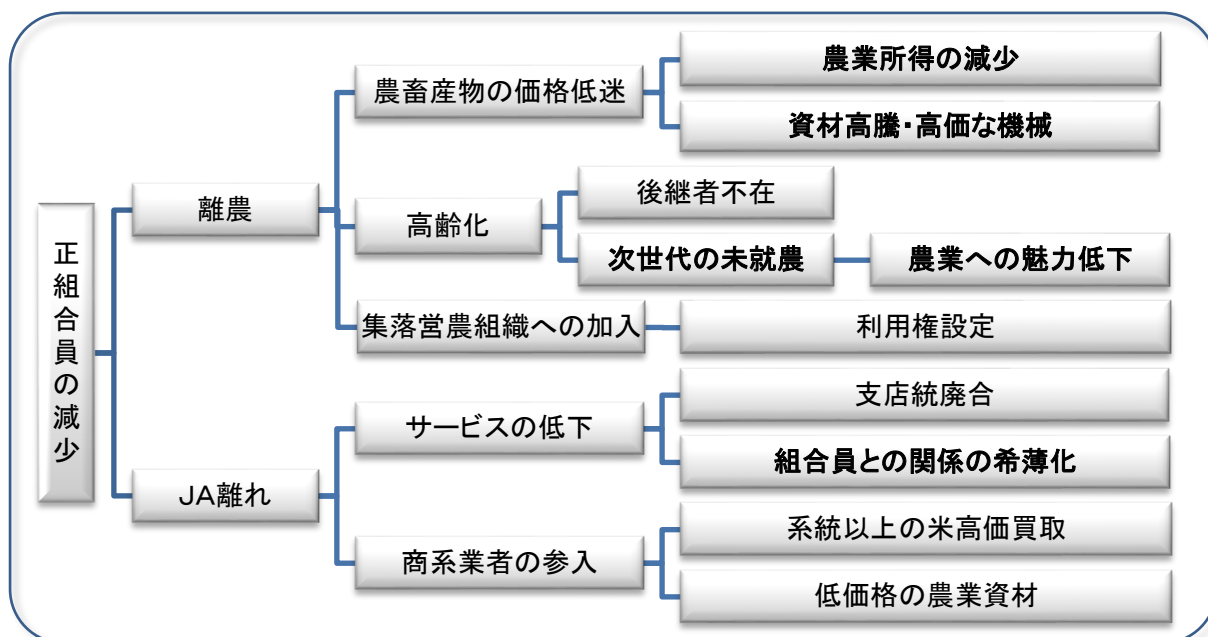 正組合員の減少
離農
農畜産物の価格低迷
農業所得の減少
資材高騰・高価な機械
高齢化
後継者不在
次世代の未就農
農業への魅力低下
集落営農組織への加入
利用権設定
JA離れ
サービスの低下
支店統廃合
組合員との関係の希薄化
商系業者の参入
系統以上の米高価買取
低価格の農業資材